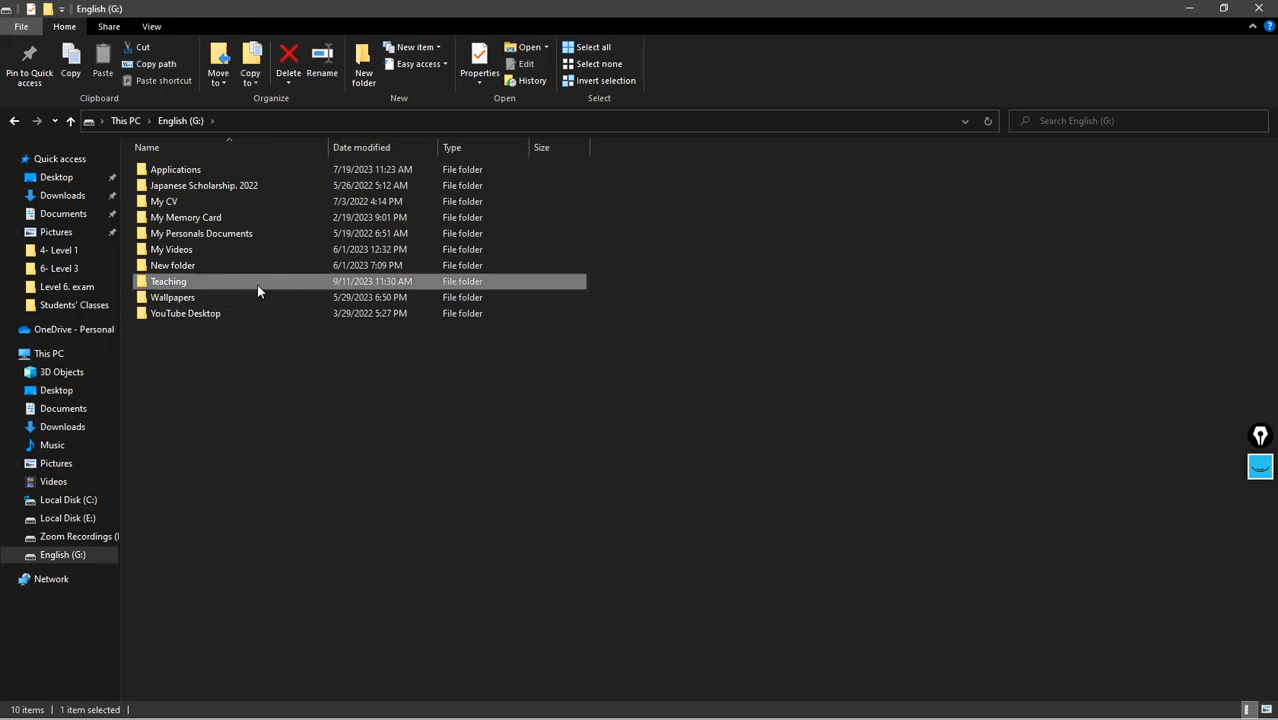 English (G:)
File Home Share View
Pin to Quick access
Copy
Paste
Cut
Copy path
Paste shortcut
Clipboard
Move to
Copy to
Delete
Rename
Organize
New folder
New item
Easy access
New
Properties
Open
Edit
History
Open
Select all
Select none
Invert selection
Select
This PC > English (G:) >
Search English (G:)
Name Date modified Type Size
Applications 7/19/2023 11:23 AM File folder
Japanese Scholarship. 2022 5/26/2022 5:12 AM File folder
My CV 7/3/2022 4:14 PM File folder
My Memory Card 2/19/2023 9:01 PM File folder
My Personals Documents 5/19/2022 6:51 AM File folder
My Videos 6/1/2023 12:32 PM File folder
New folder 6/1/2023 7:09 PM File folder
Teaching 9/11/2023 11:30 AM File folder
Wallpapers 5/29/2023 6:50 PM File folder
YouTube Desktop 3/29/2022 5:27 PM File folder
Quick access
Desktop
Downloads
Documents
Pictures
4- Level 1
6- Level 3
Level 6. exam
Students' Classes
OneDrive - Personal
This PC
3D Objects
Desktop
Documents
Downloads
Music
Pictures
Videos
Local Disk (C:)
Local Disk (E:)
Zoom Recordings (
English (G:)
Network
10 items 1 item selected